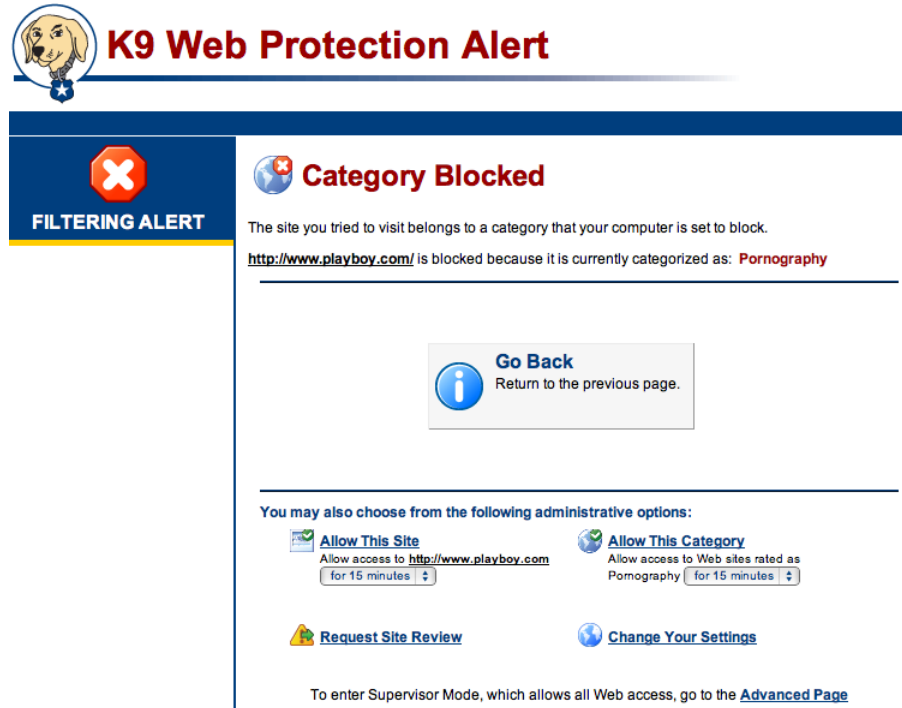 K9 Web Protection Alert
FILTERING ALERT
Category Blocked
The site you tried to visit belongs to a category that your computer is set to block.
http://www.playboy.com/ is blocked because it is currently categorized as: Pornography
Go Back
Return to the previous page.
You may also choose from the following administrative options:
Allow This Site
Allow access to http://www.playboy.com
for 15 minutes
Allow This Category
Allow access to Web sites rated as
Pornography for 15 minutes
Request Site Review
Change Your Settings
To enter Supervisor Mode, which allows all Web access, go to the Advanced Page